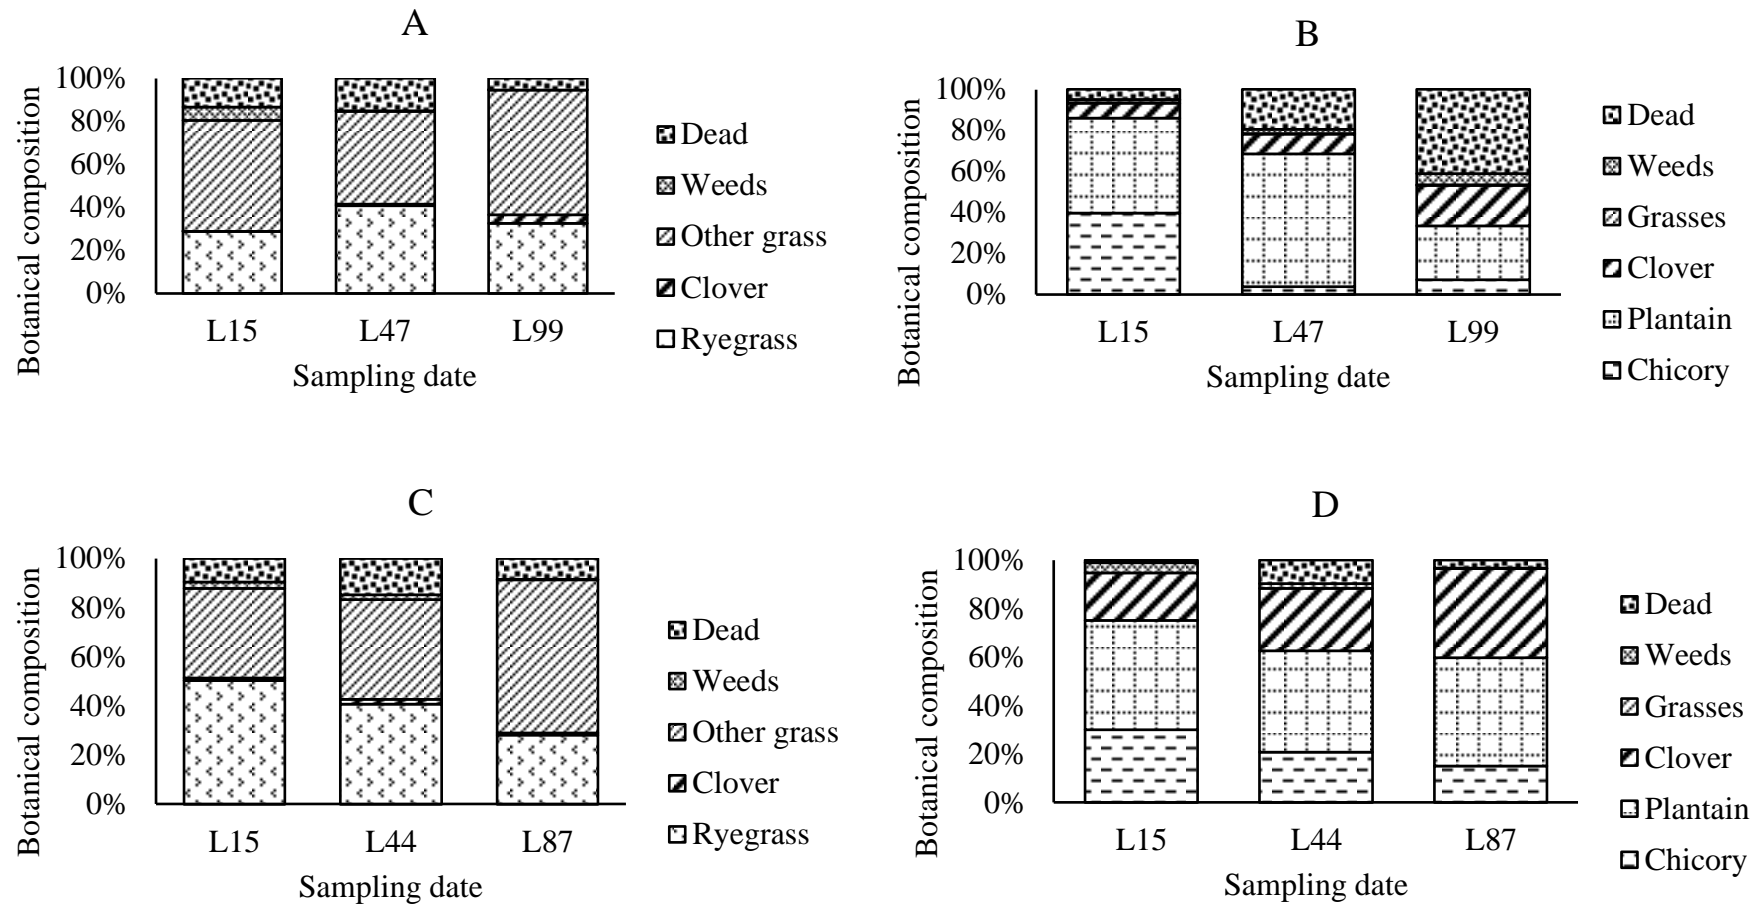 A
Botanical composition
100%
80%
60%
40%
20%
0%
L15 L47 L99
Sampling date
Dead
Weeds
Other grass
Clover
Ryegrass
B
Botanical composition
100%
80%
60%
40%
20%
0%
L15 L47 L99
Sampling date
Dead
Weeds
Grasses
Clover
Plantain
Chicory
C
Botanical composition
100%
80%
60%
40%
20%
0%
L15 L44 L87
Sampling date
Dead
Weeds
Other grass
Clover
Ryegrass
D
Botanical composition
100%
80%
60%
40%
20%
0%
L15 L44 L87
Sampling date
Dead
Weeds
Grasses
Clover
Plantain
Chicory